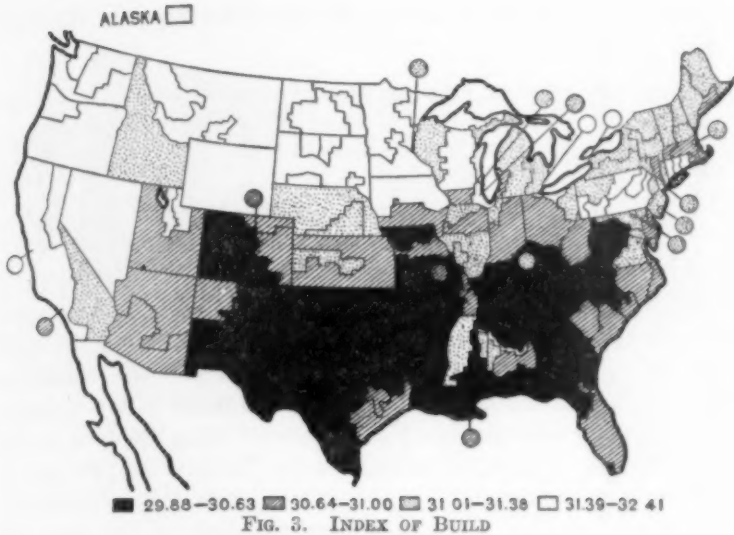 ALASKA
29.88—30.63 30.64—31.00 31 01—31.38 31.39—32 41
FIG. 3. INDEX OF BUILD